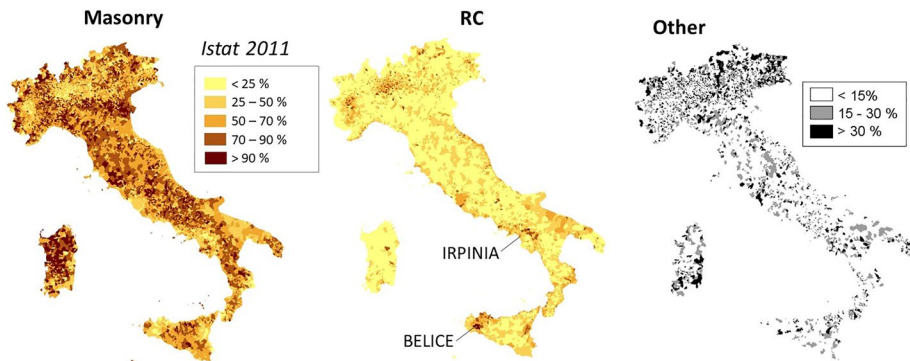 Masonry
Istat 2011
< 25 %
25 – 50 %
50 – 70 %
70 – 90 %
> 90 %
RC
IRPINIA
BELICE
Other
< 15%
15 - 30 %
> 30 %